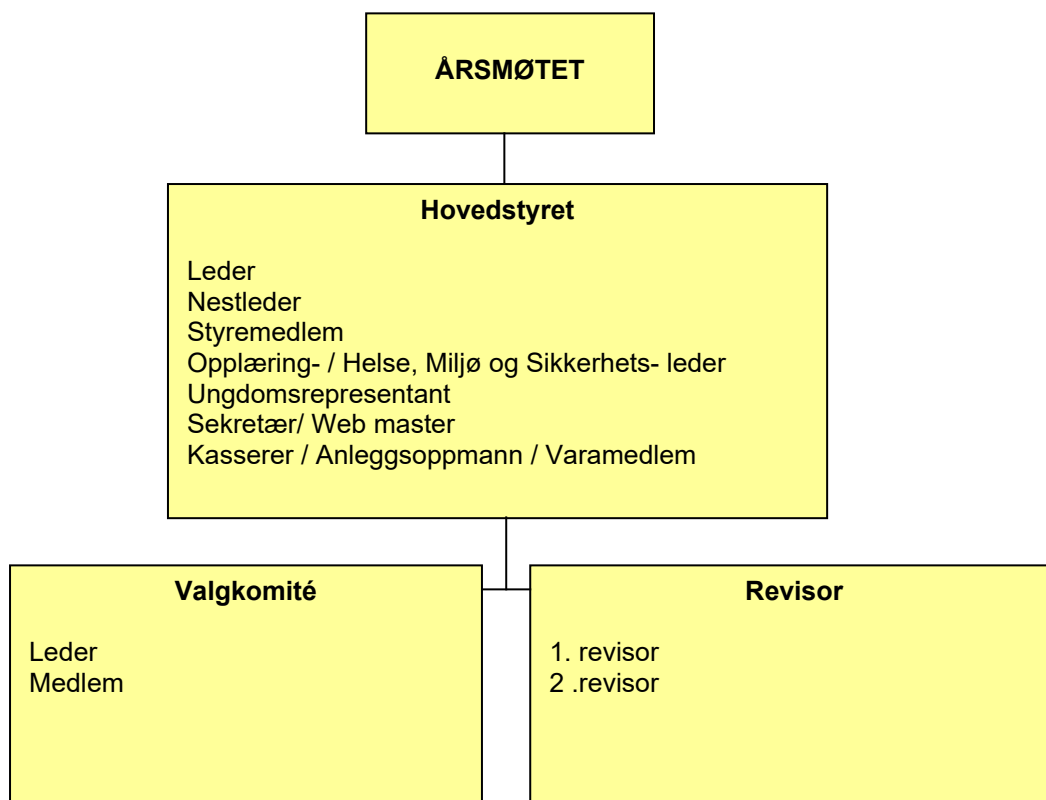 ÅRSMØTET
Hovedstyret
Leder
Nestleder
Styremedlem
Opplæring- / Helse, Miljø og Sikkerhets- leder
Ungdomsrepresentant
Sekretær/ Web master
Kasserer / Anleggsoppmann / Varamedlem
Valgkomité
Leder
Medlem
Revisor
1. revisor
2 .revisor